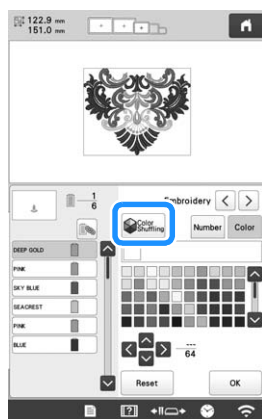 122.9 mm
151.0 mm
1
6
Embroidery
Color Shuffling
Number
Color
DEEP GOLD
PINK
SKY BLUE
SEACREST
PINK
BLUE
---
64
Reset
OK